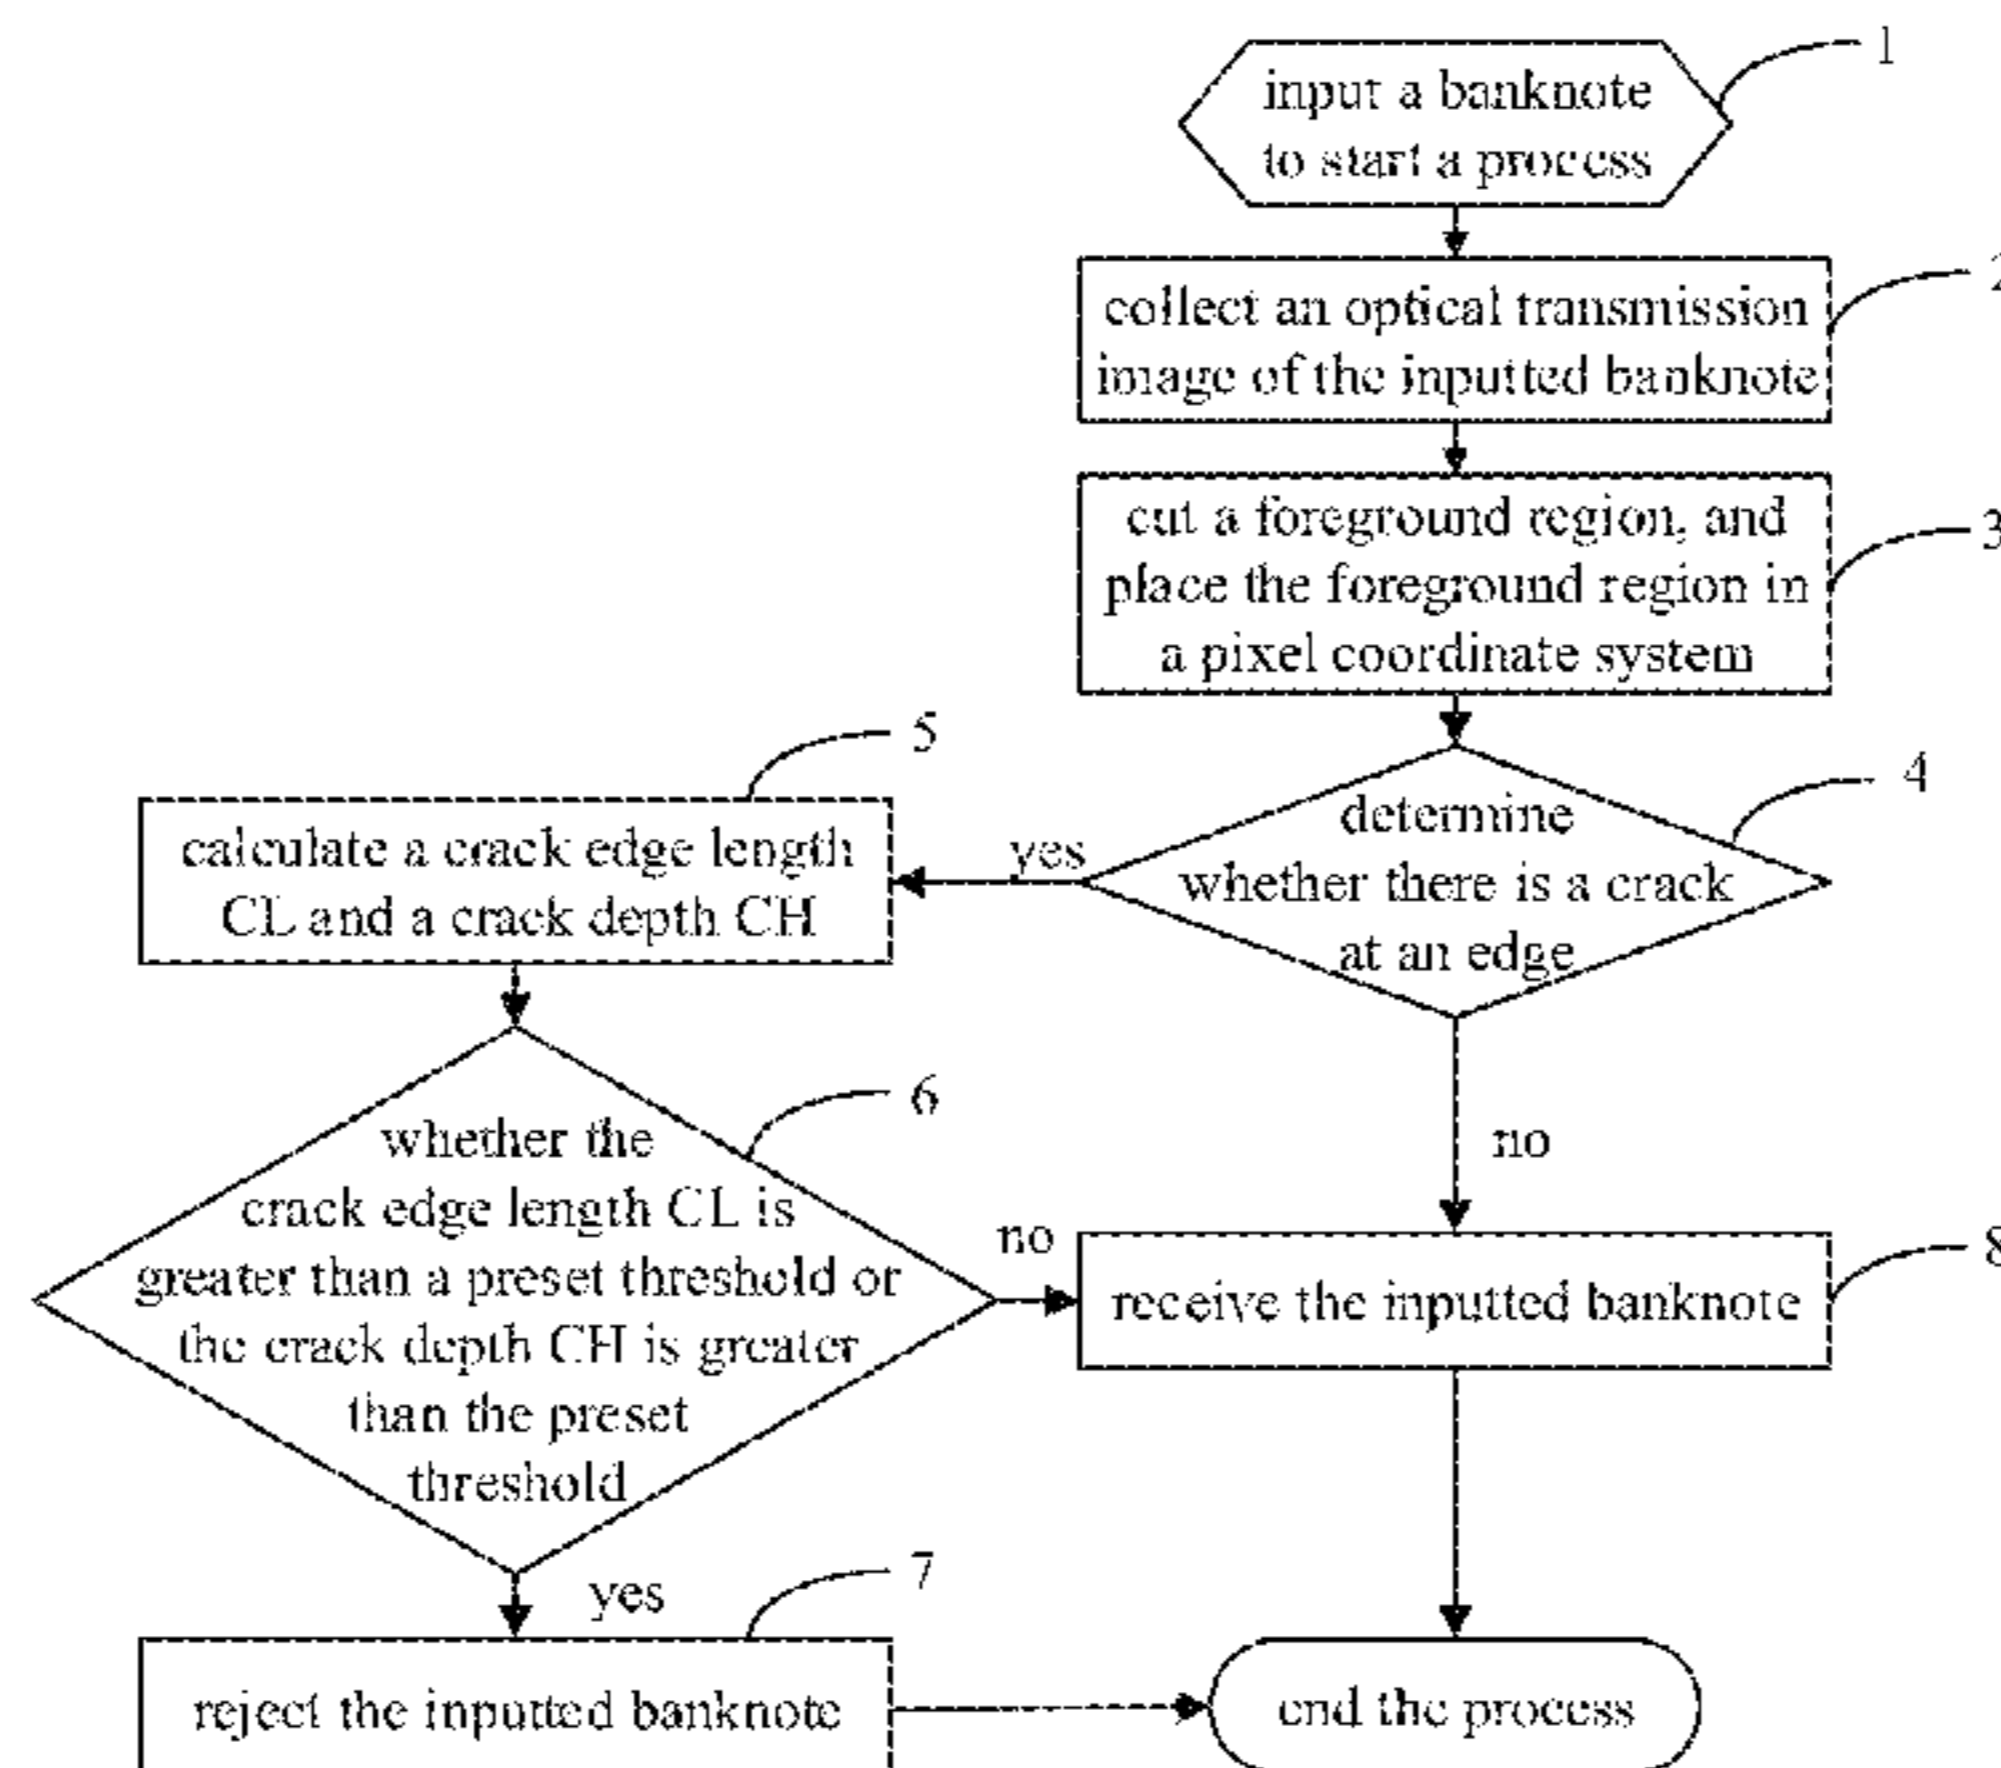 1
input a banknote
to start a process
2
collect an optical transmission
image of the inputted banknote
3
cut a foreground region, and
place the foreground region in
a pixel coordinate system
4
determine
whether there is a crack
at an edge
yes
no
5
calculate a crack edge length
CL and a crack depth CH
6
whether the
crack edge length CL is
greater than a preset threshold or
the crack depth CH is greater
than the preset
threshold
no
yes
8
receive the inputted banknote
7
reject the inputted banknote
end the process